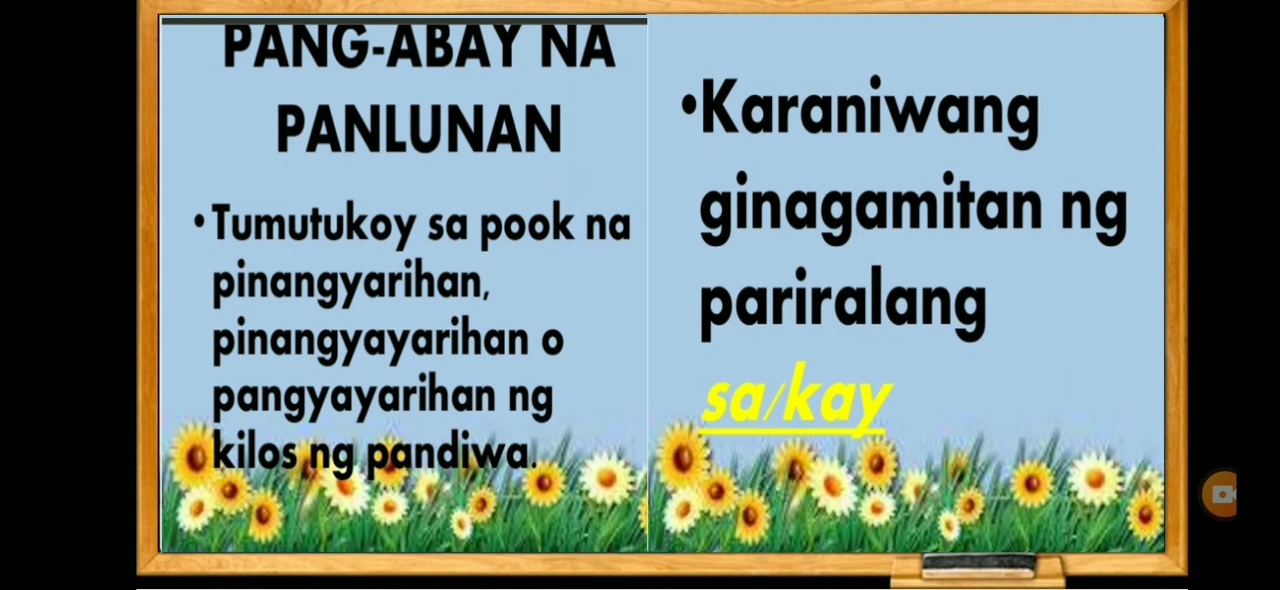 PANG-ABAY NA
PANLUNAN
•Tumutukoy sa pook na
pinangyarihan,
pinangyayarihan o
pangyayarihan ng
kilos ng pandiwa.
•Karaniwang
ginagamitan ng
pariralang
sa/kay